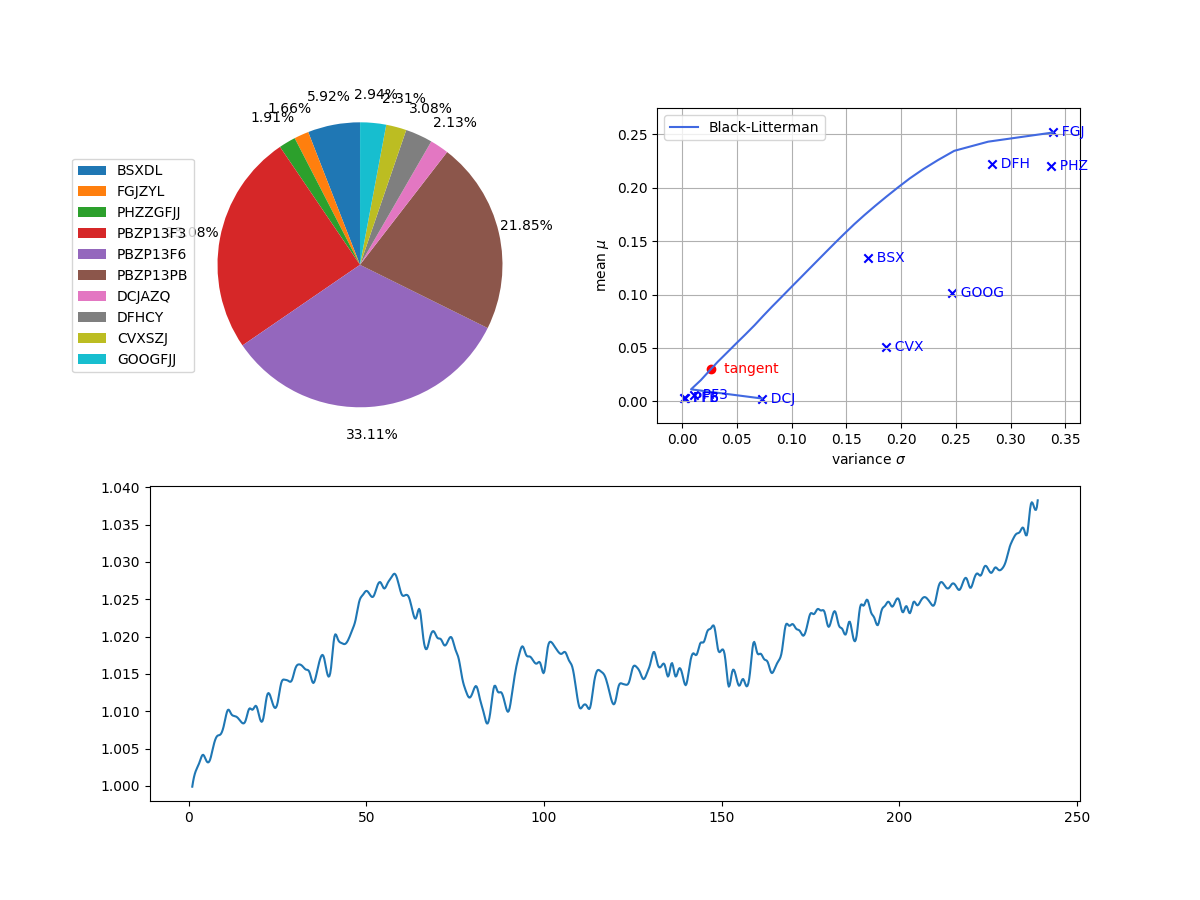 5.92%
2.94%
2.31%
1.66%
3.08%
1.91%
2.13%
21.85%
33.11%
BSXDL
FGJZYL
PHZZGFJJ
PBZP13F3
PBZP13F6
PBZP13PB
DCJAZQ
DFHCY
CVXSZJ
GOOGFJJ
Black-Litterman
mean μ
0.25
0.20
0.15
0.10
0.05
0.00
FGJ
DFH
PHZ
BSX
GOOG
CVX
tangent
PF3
DCJ
0.00 0.05 0.10 0.15 0.20 0.25 0.30 0.35
variance σ
1.040
1.035
1.030
1.025
1.020
1.015
1.010
1.005
1.000
0 50 100 150 200 250